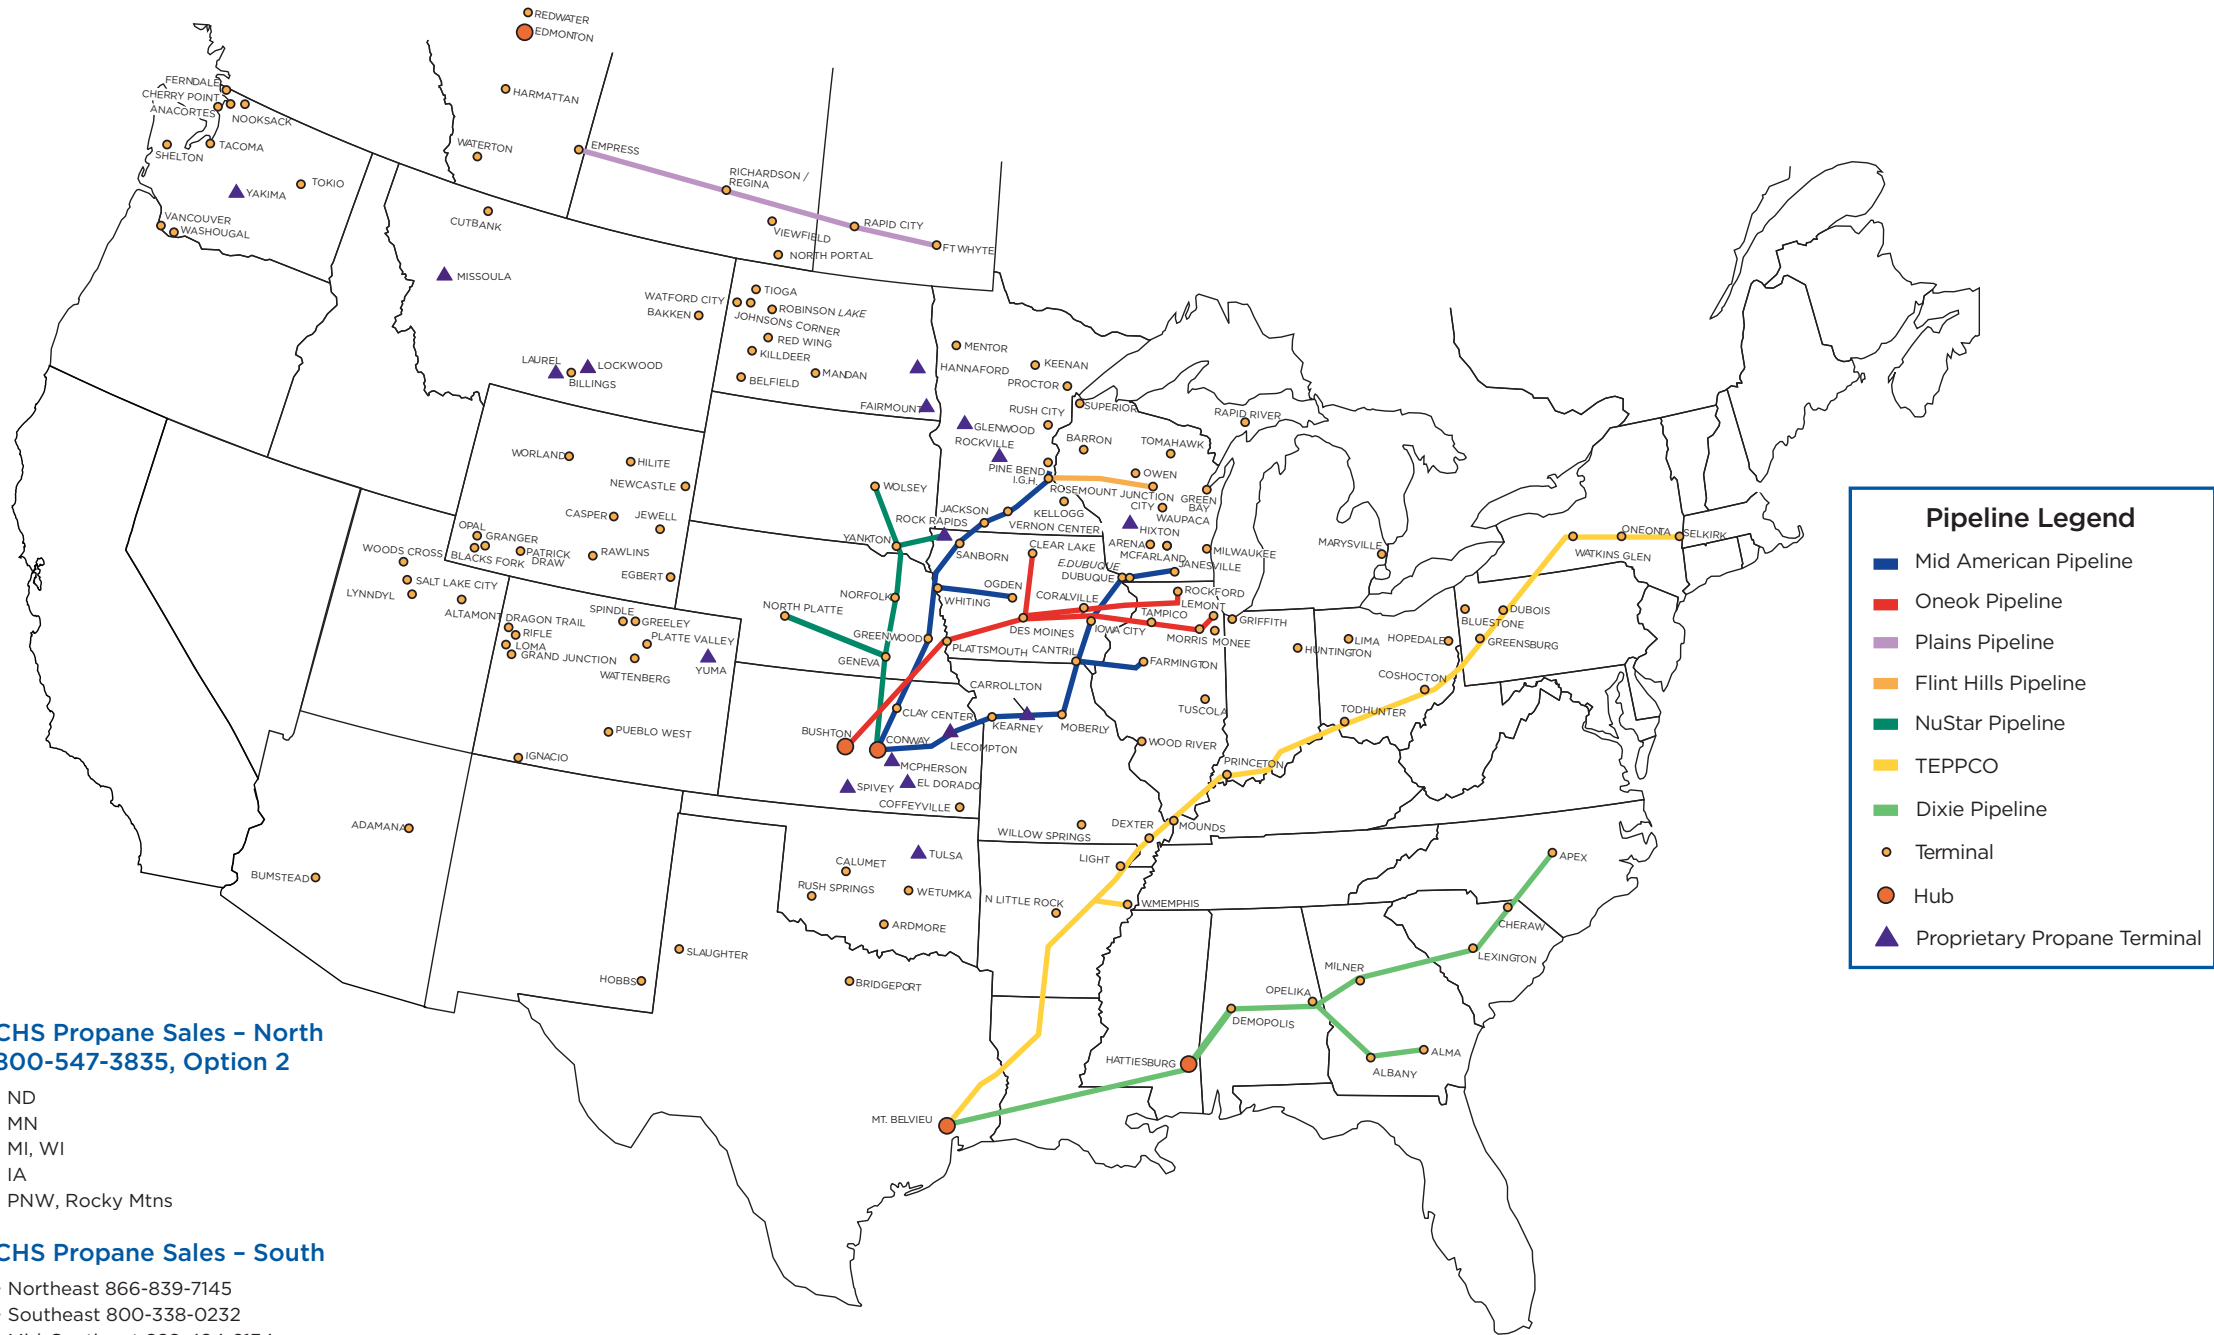 REDWATER
EDMONTON
HARMATTAN
WATERTON
EMPRESS
RICHARDSON /
REGINA
RAPID CITY
FT WHYTE
VIEWFIELD
NORTH PORTAL
FERNDALE
CHERRY POINT
ANACORTES
NOOKSACK
SHELTON
TACOMA
YAKIMA
TOKIO
VANCOUVER
WASHOUGAL
CUTBANK
MISSOULA
WATFORD CITY
BAKKEN
TIOGA
ROBINSON LAKE
JOHNSONS CORNER
RED WING
KILLDEER
MANDAN
BELFIELD
LAUREL
LOCKWOOD
BILLINGS
HANNAFORD
FAIRMOUNT
MENTOR
KEENAN
PROCTOR
SUPERIOR
RUSH CITY
GLENWOOD
ROCKVILLE
BARRON
TOMAHAWK
RAPID RIVER
PINE BEND
I.G.H.
OWEN
ROSEMOUNT
JUNCTION
CITY
GREEN
BAY
KELLOGG
WAUPACA
VERNON CENTER
HIXTON
WORLAND
HILITE
NEWCASTLE
CASPER
JEWELL
WOLSEY
JACKSON
ROCK RAPIDS
YANKTON
SANBORN
CLEAR LAKE
ARENA
MCFARLAND
MILWAUKEE
MARYSVILLE
E.DUBUQUE
DUBUQUE
JANESVILLE
OPAL
GRANGER
WOODS CROSS
BLACKS FORK
PATRICK
DRAW
RAWLINS
EGBERT
SALT LAKE CITY
LYNNDYL
ALTAMONT
DRAGON TRAIL
RIFLE
LOMA
GRAND JUNCTION
SPINDLE
GREELEY
PLATTE VALLEY
WATTENBERG
YUMA
PUEBLO WEST
IGNACIO
NORTH PLATTE
NORFOLK
WHITING
OGDEN
CORALVILLE
ROCKFORD
LEMONT
TAMPICO
GREENWOOD
GENEVA
PLATTSMOUTH
DES MOINES
IOWA CITY
CANTRIL
MORRIS
MONEE
GRIFFITH
HUNTINGTON
LIMA
HOPEDALE
BLUESTONE
DUBOIS
GREENSBURG
COSHOCTON
WATKINS GLEN
ONEONTA
SELKIRK
FARMINGTON
TUSCOLA
TODHUNTER
CARROLLTON
CLAY CENTER
BUSHTON
CONWAY
KEARNEY
LECOMPTON
MOBERLY
WOOD RIVER
PRINCETON
MCPHERSON
SPIVEY
EL DORADO
COFFEYVILLE
WILLOW SPRINGS
DEXTER
MOUNDS
LIGHT
ADAMANA
BUMSTEAD
TULSA
CALUMET
RUSH SPRINGS
WETUMKA
ARDMORE
N LITTLE ROCK
W.MEMPHIS
SLAUGHTER
HOBBS
BRIDGEPORT
APEX
CHERAW
LEXINGTON
MILNER
OPELIKA
DEMOPOLIS
ALMA
ALBANY
HATTIESBURG
MT. BELVIEU
Pipeline Legend
Mid American Pipeline
Oneok Pipeline
Plains Pipeline
Flint Hills Pipeline
NuStar Pipeline
TEPPCO
Dixie Pipeline
Terminal
Hub
Proprietary Propane Terminal
CHS Propane Sales – North
800-547-3835, Option 2
ND
MN
MI, WI
IA
PNW, Rocky Mtns
CHS Propane Sales – South
Northeast 866-839-7145
Southeast 800-338-0232